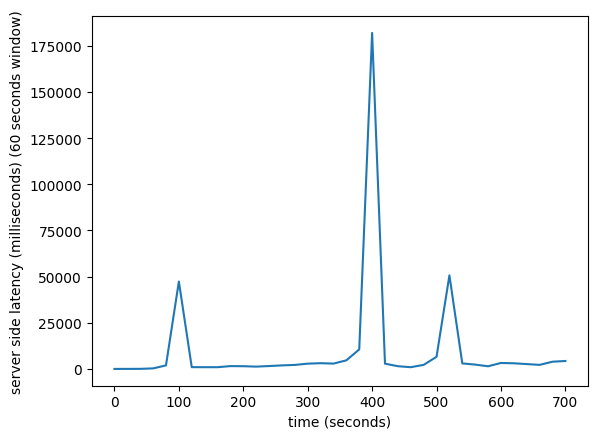 server side latency (milliseconds) (60 seconds window)
175000
150000
125000
100000
75000
50000
25000
0
0 100 200 300 400 500 600 700
time (seconds)